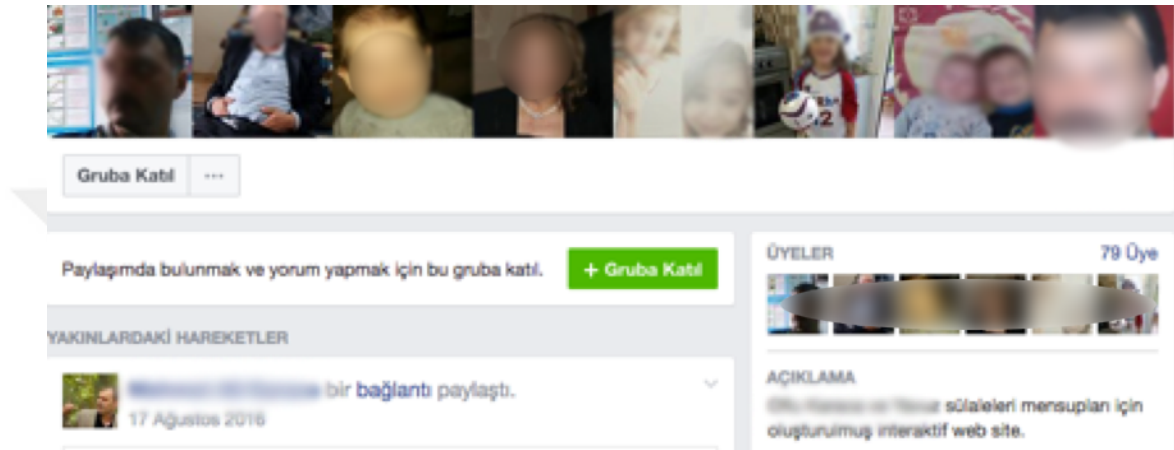 Gruba Katıl ...
Paylaşımda bulunmak ve yorum yapmak için bu gruba katıl.
+ Gruba Katıl
YAKINLARDAKİ HAREKETLER
bir bağlantı paylaştı.
17 Ağustos 2016
ÜYELER 79 Üye
AÇIKLAMA
sülaleleri mensupları için
oluşturulmuş interaktif web site.